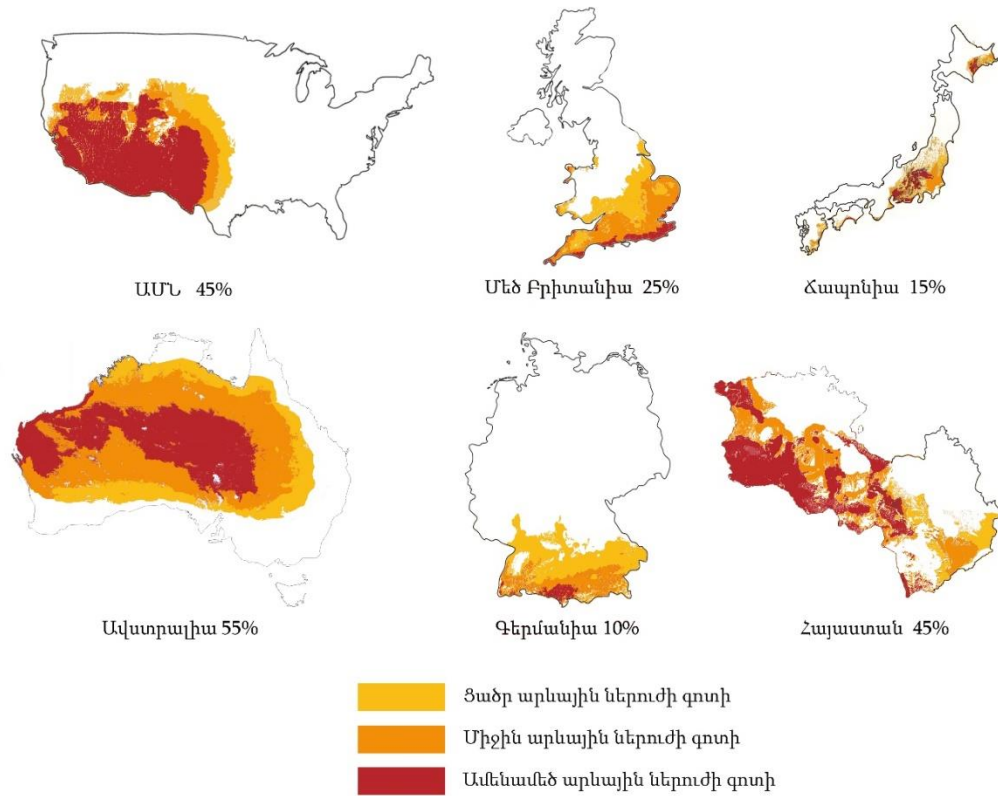 ԱՄՆ 45%
Մեծ Բրիտանիա 25%
Ճապոնիա 15%
Ավստրալիա 55%
Գերմանիա 10%
Հայաստան 45%
Ցածր արևային ներուժի գոտի
Միջին արևային ներուժի գոտի
Ամենամեծ արևային ներուժի գոտի